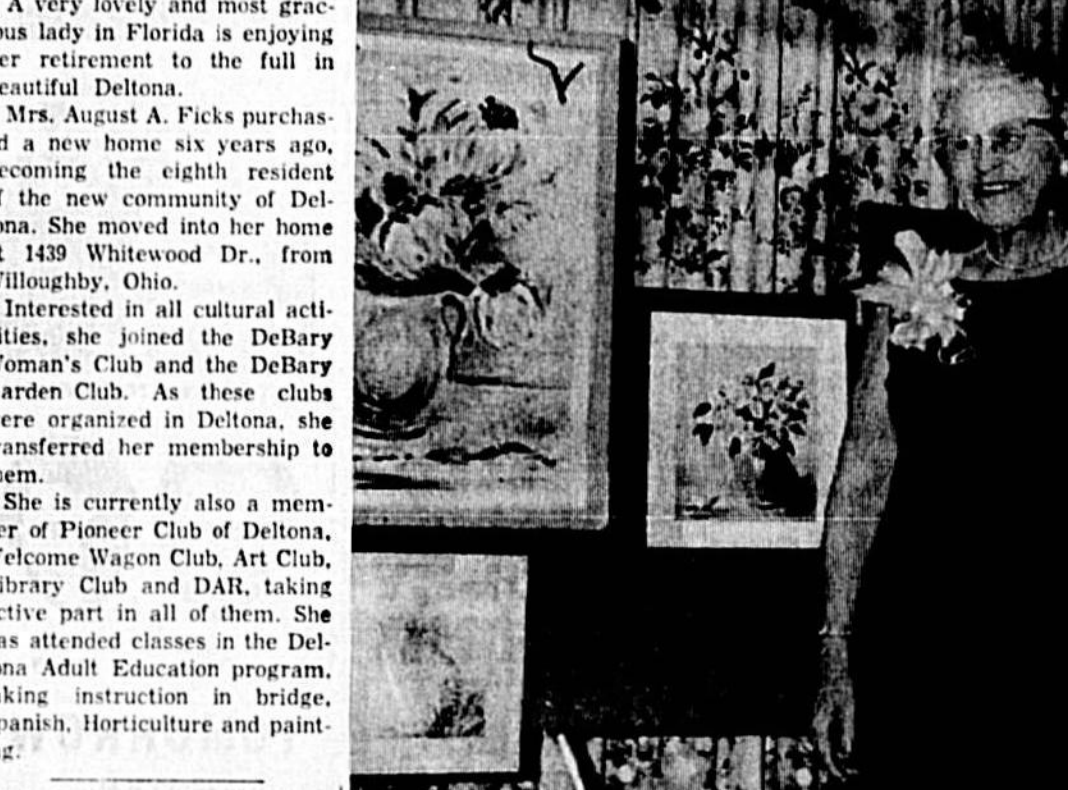 A very lovely and most grac-
ous lady in Florida is enjoying
er retirement to the full in
eautiful Deltona.
Mrs. August A. Ficks purchas-
d a new home six years ago,
ecoming the eighth resident
f the new community of Del-
ona. She moved into her home
t 1439 Whitewood Dr., from
illoughby, Ohio.
Interested in all cultural acti-
ities, she joined the DeBary
oman's Club and the DeBary
arden Club. As these clubs
ere organized in Deltona, she
ransferred her membership to
hem.
She is currently also a mem-
er of Pioneer Club of Deltona,
elcome Wagon Club, Art Club,
ibrary Club and DAR, taking
ctive part in all of them. She
as attended classes in the Del-
ona Adult Education program,
aking instruction in bridge,
panish, Horticulture and paint-
g.